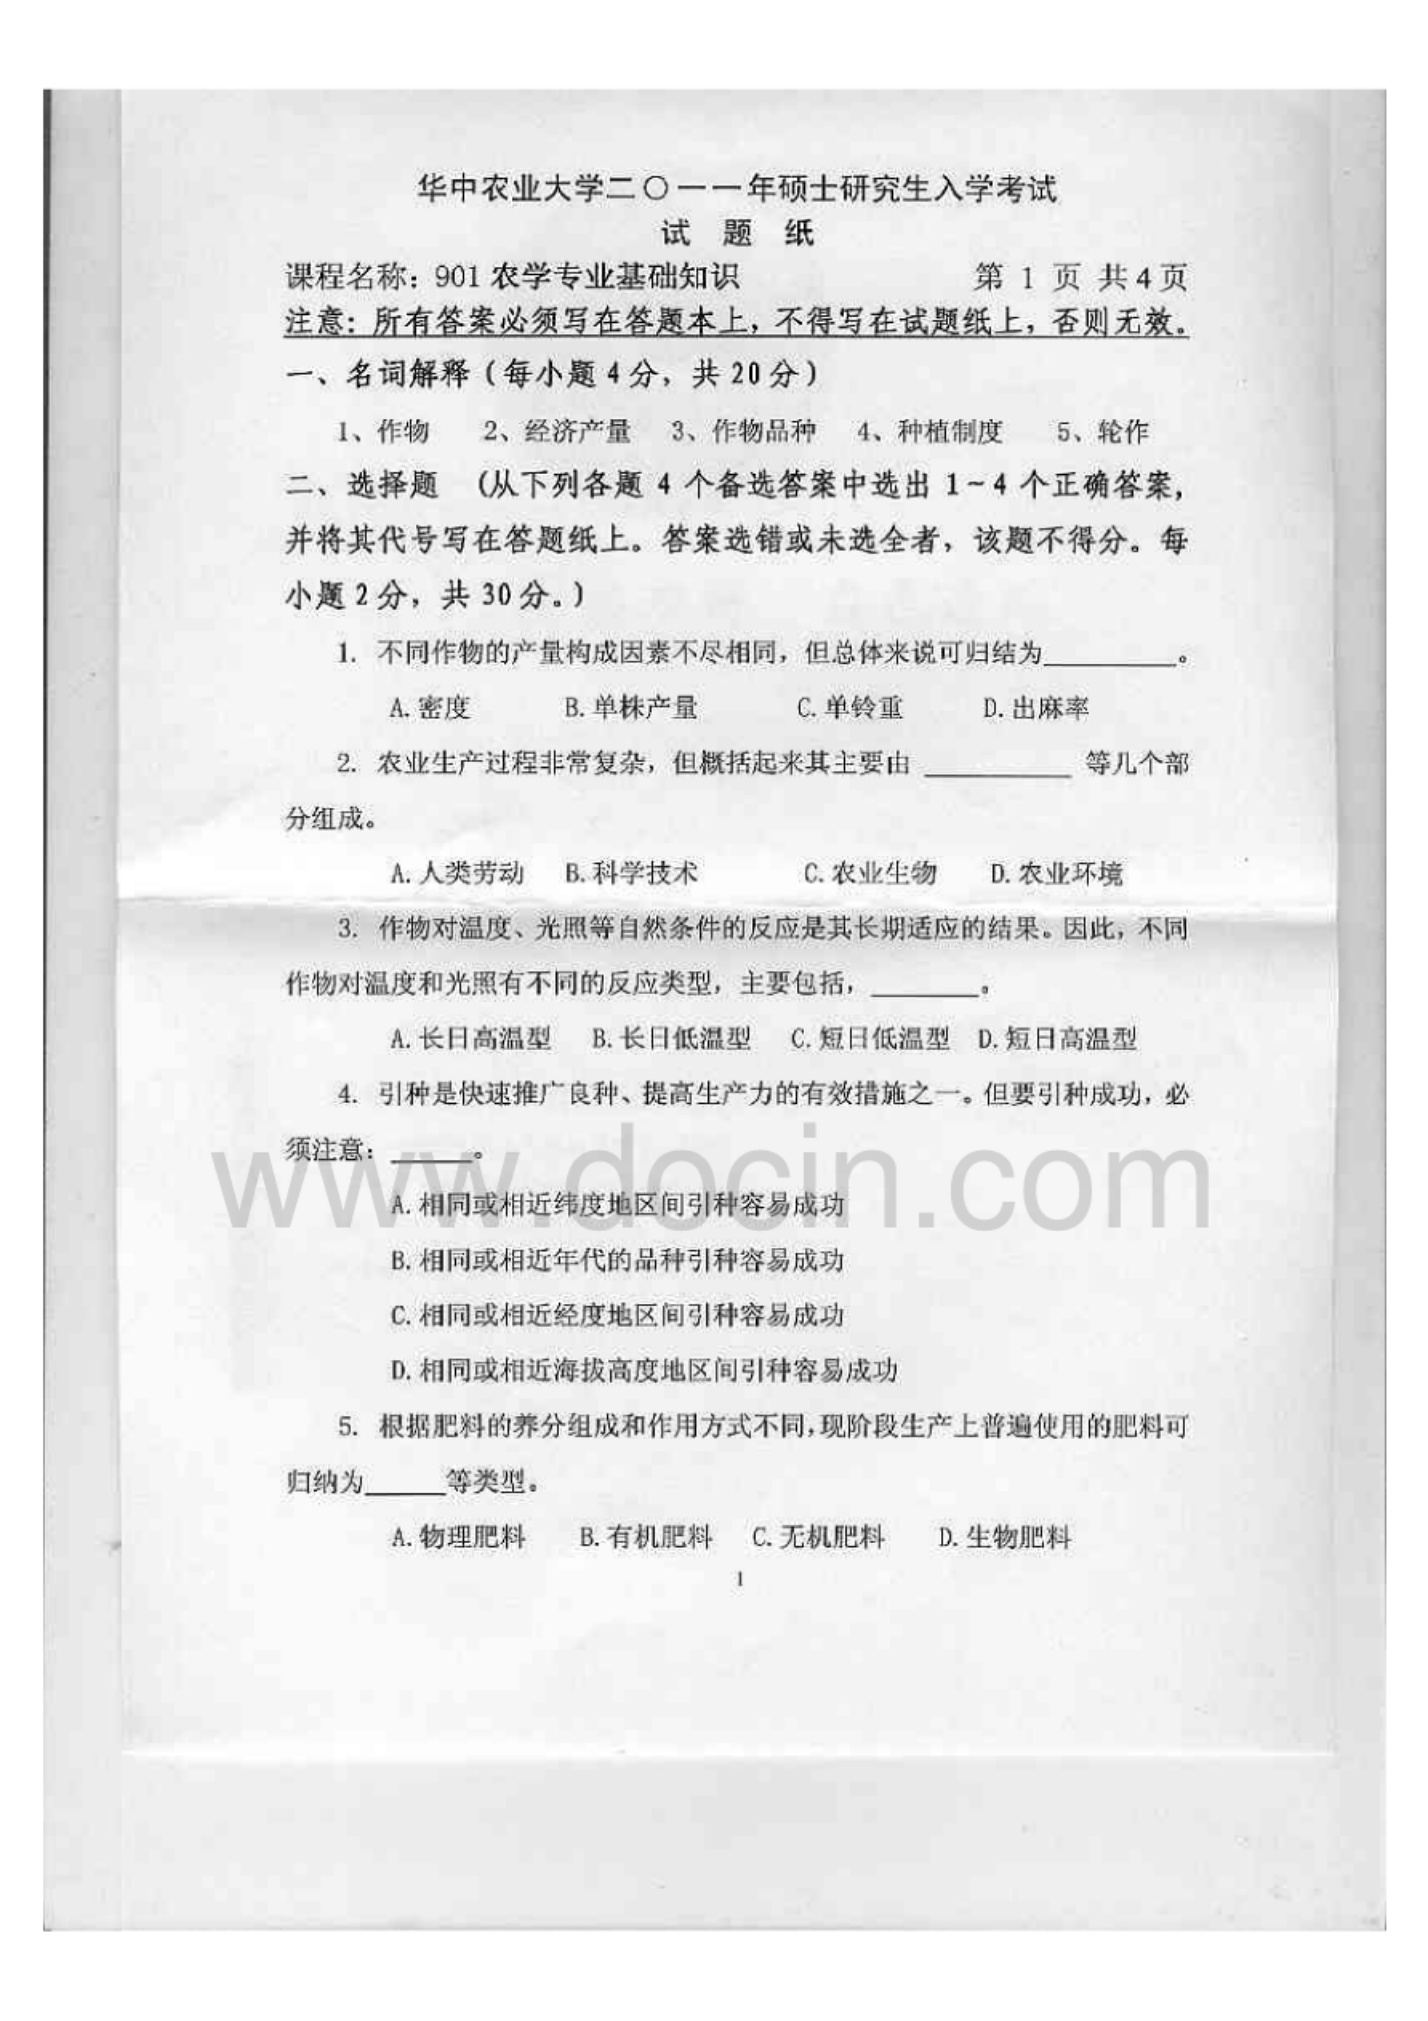 华中农业大学二〇一一年硕士研究生入学考试
试 题 纸
课程名称：901 农学专业基础知识 第 1 页 共 4 页
注意：所有答案必须写在答题本上，不得写在试题纸上，否则无效。
一、名词解释（每小题 4 分，共 20 分）
1、作物 2、经济产量 3、作物品种 4、种植制度 5、轮作
二、选择题 （从下列各题 4 个备选答案中选出 1～4 个正确答案，
并将其代号写在答题纸上。答案选错或未选全者，该题不得分。每
小题 2 分，共 30 分。）
1. 不同作物的产量构成因素不尽相同，但总体来说可归结为__________。
A. 密度 B. 单株产量 C. 单铃重 D. 出麻率
2. 农业生产过程非常复杂，但概括起来其主要由 ___________ 等几个部
分组成。
A. 人类劳动 B. 科学技术 C. 农业生物 D. 农业环境
3. 作物对温度、光照等自然条件的反应是其长期适应的结果。因此，不同
作物对温度和光照有不同的反应类型，主要包括，________。
A. 长日高温型 B. 长日低温型 C. 短日低温型 D. 短日高温型
4. 引种是快速推广良种、提高生产力的有效措施之一。但要引种成功，必
须注意：______。
www.docin.com
A. 相同或相近纬度地区间引种容易成功
B. 相同或相近年代的品种引种容易成功
C. 相同或相近经度地区间引种容易成功
D. 相同或相近海拔高度地区间引种容易成功
5. 根据肥料的养分组成和作用方式不同，现阶段生产上普遍使用的肥料可
归纳为______等类型。
A. 物理肥料 B. 有机肥料 C. 无机肥料 D. 生物肥料
1